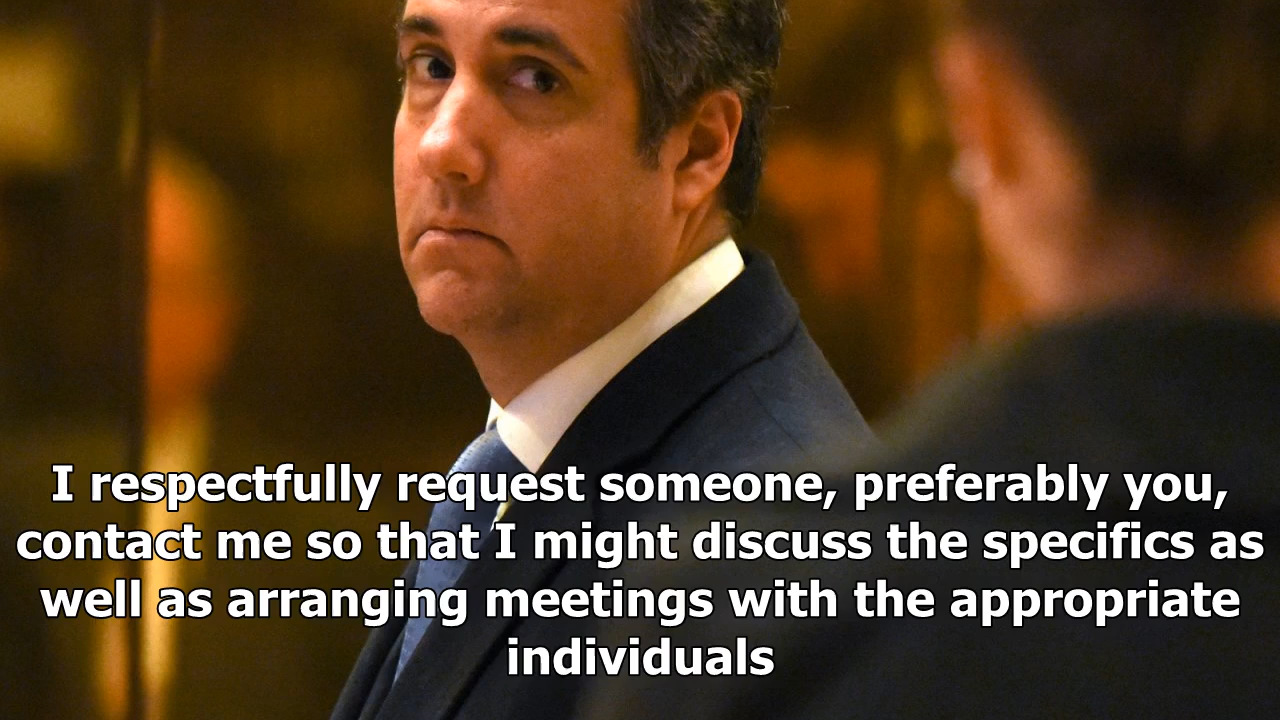 I respectfully request someone, preferably you,
contact me so that I might discuss the specifics as
well as arranging meetings with the appropriate
individuals